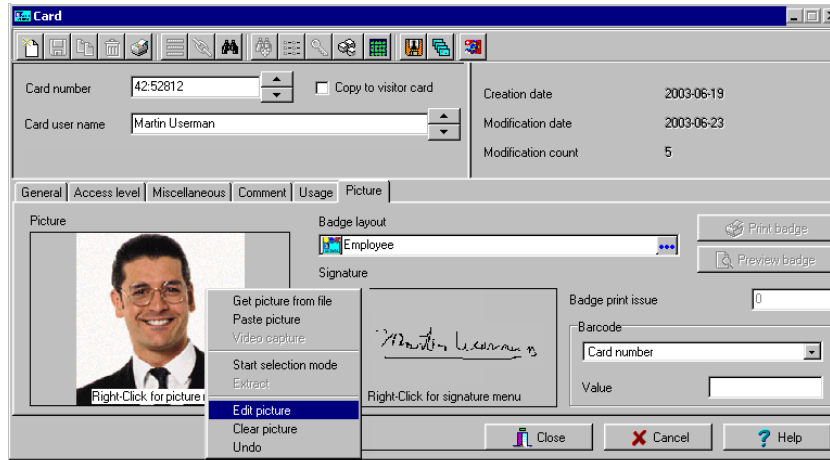 Card
Card number 42:52812 Copy to visitor card
Card user name Martin Userman
Creation date 2003-06-19
Modification date 2003-06-23
Modification count 5
General Access level Miscellaneous Comment Usage Picture
Picture
Right-Click for picture
Badge layout
Employee
Signature
Right-Click for signature menu
Print badge
Preview badge
Badge print issue 0
Barcode
Card number
Value
Get picture from file
Paste picture
Video capture
Start selection mode
Extract
Edit picture
Clear picture
Undo
Close Cancel Help